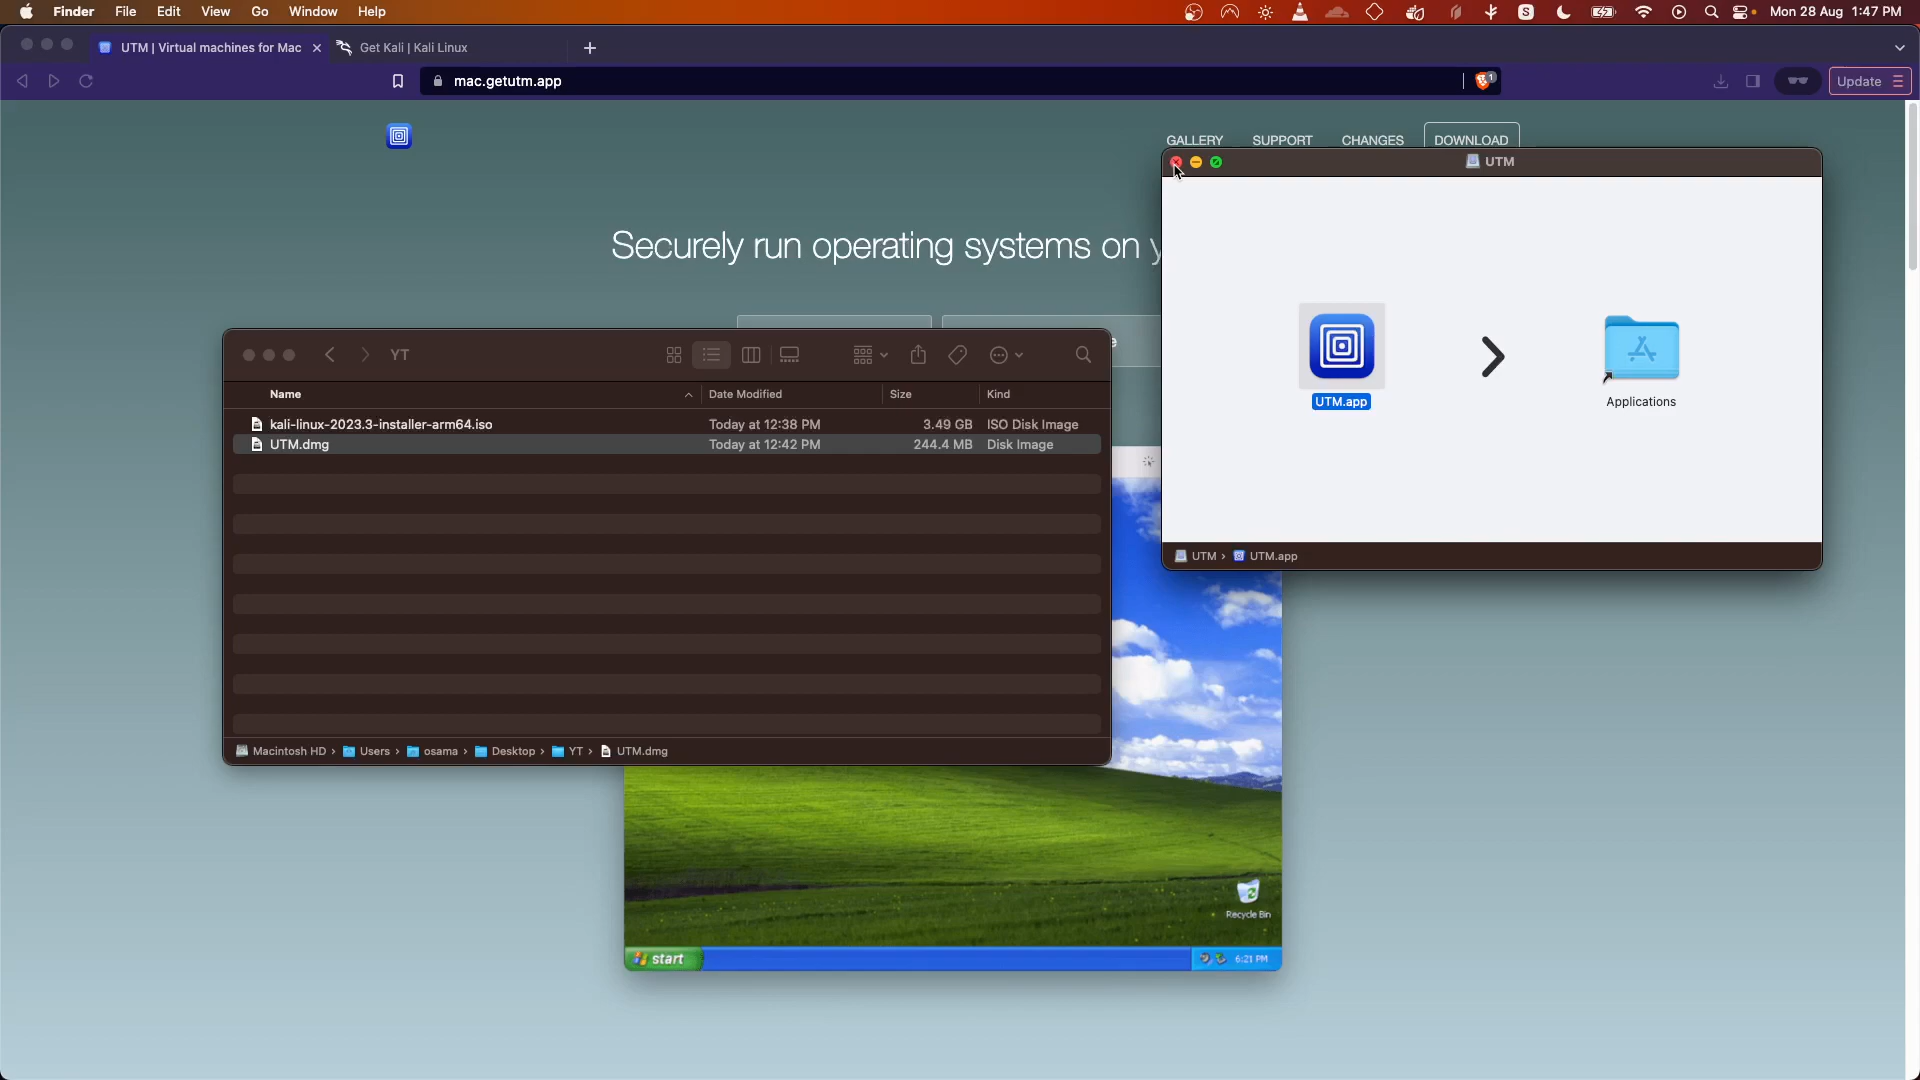 Finder File Edit View Go Window Help Mon 28 Aug 1:47 PM
UTM | Virtual machines for Mac Get Kali | Kali Linux
mac.getutm.app 1 Update
GALLERY SUPPORT CHANGES DOWNLOAD
UTM
Securely run operating systems on
UTM.app Applications
UTM › UTM.app
YT
Name Date Modified Size Kind
kali-linux-2023.3-installer-arm64.iso Today at 12:38 PM 3.49 GB ISO Disk Image
UTM.dmg Today at 12:42 PM 244.4 MB Disk Image
Macintosh HD › Users › osama › Desktop › YT › UTM.dmg
Recycle Bin
start 6:21 PM